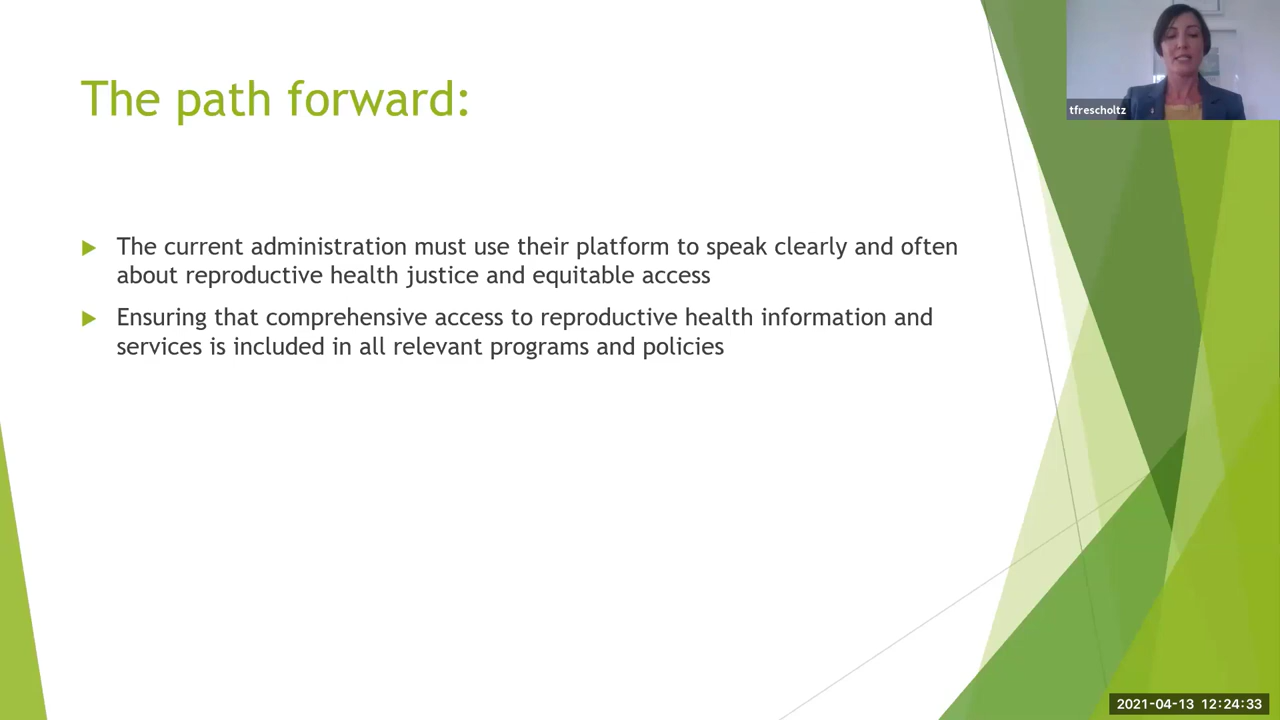 The path forward:
tfrescholtz
The current administration must use their platform to speak clearly and often
about reproductive health justice and equitable access
Ensuring that comprehensive access to reproductive health information and
services is included in all relevant programs and policies
2021-04-13 12:24:33